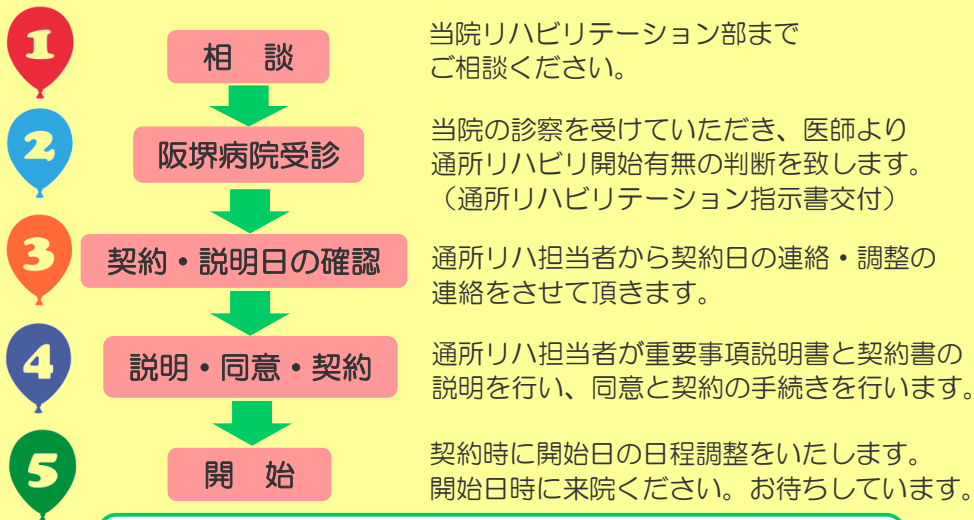 1
相　談
当院リハビリテーション部まで
ご相談ください。
2
阪堺病院受診
当院の診察を受けていただき、医師より
通所リハビリ開始有無の判断を致します。
（通所リハビリテーション指示書交付）
3
契約・説明日の確認
通所リハ担当者から契約日の連絡・調整の
連絡をさせて頂きます。
4
説明・同意・契約
通所リハ担当者が重要事項説明書と契約書の
説明を行い、同意と契約の手続きを行います。
5
開　始
契約時に開始日の日程調整をいたします。
開始日時に来院ください。お待ちしています。